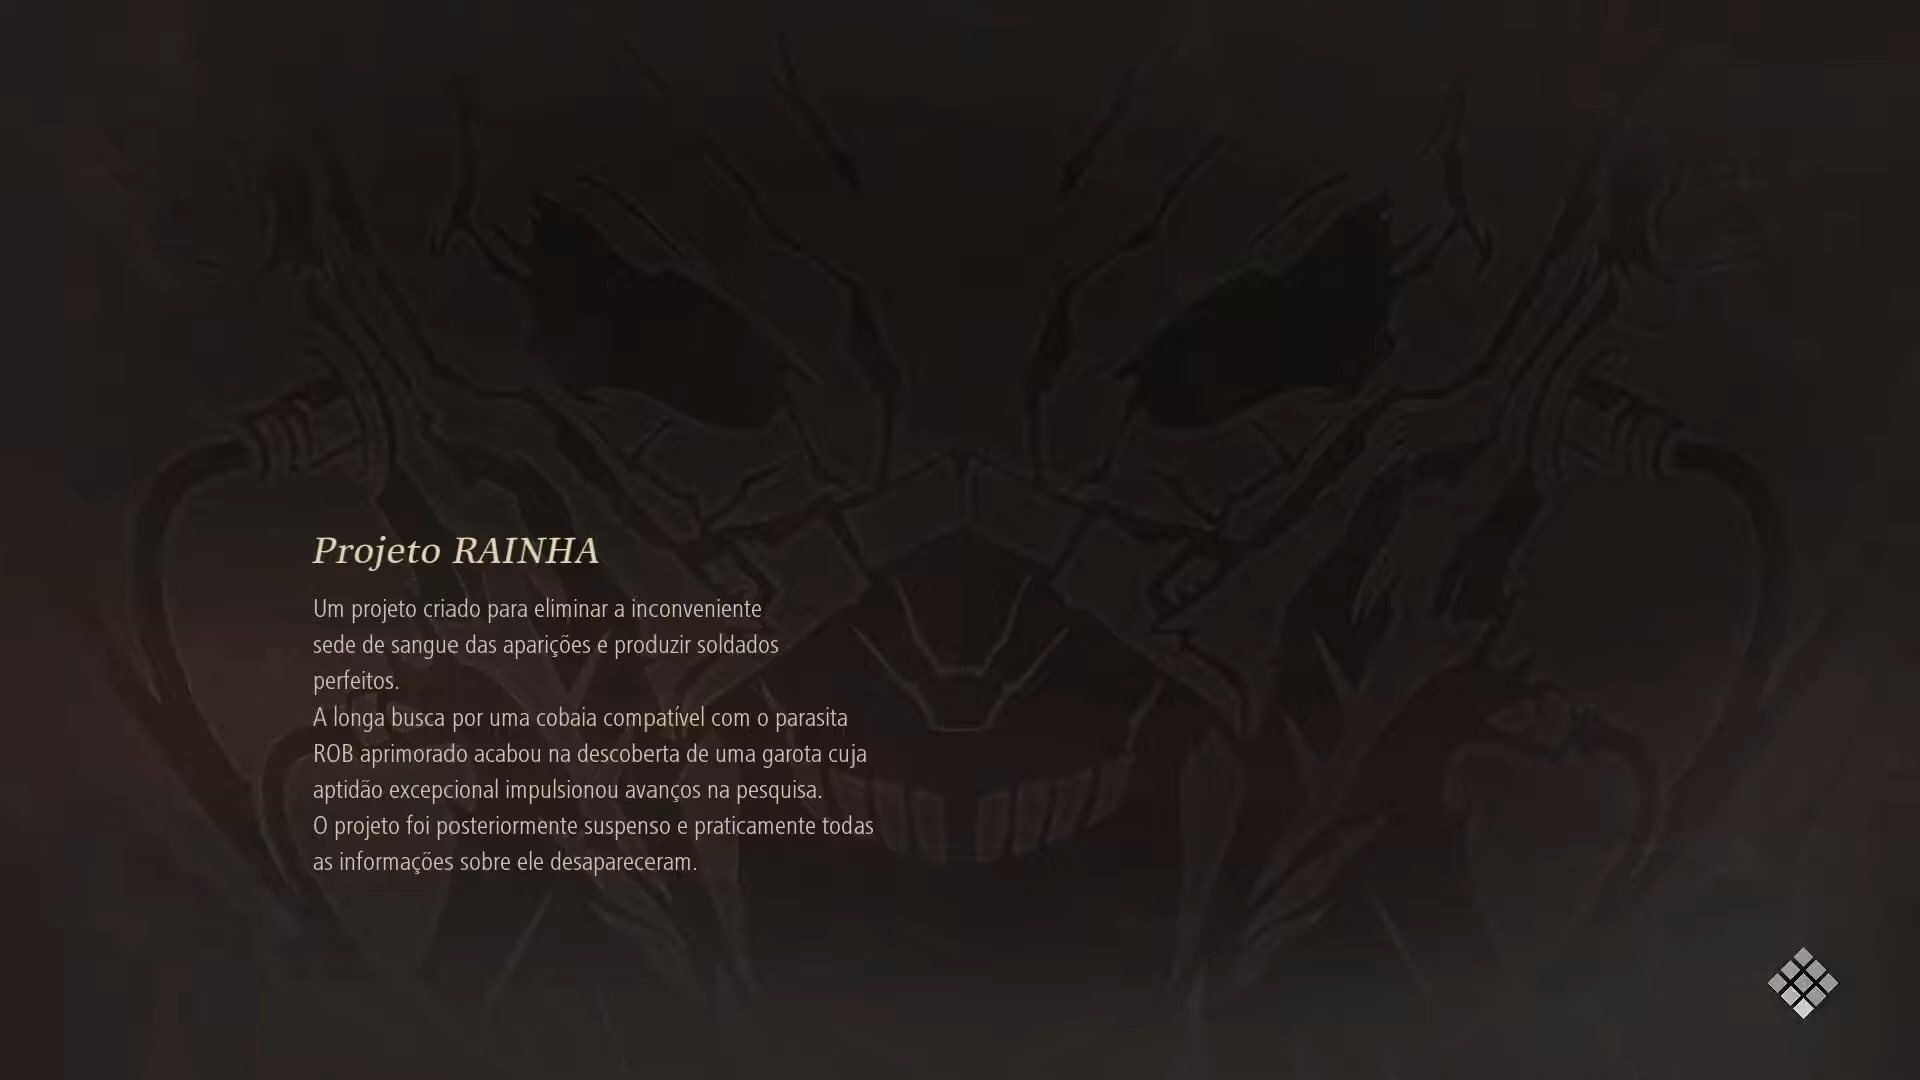 Projeto RAINHA
Um projeto criado para eliminar a inconveniente
sede de sangue das aparições e produzir soldados
perfeitos.
A longa busca por uma cobaia compatível com o parasita
ROB aprimorado acabou na descoberta de uma garota cuja
aptidão excepcional impulsionou avanços na pesquisa.
O projeto foi posteriormente suspenso e praticamente todas
as informações sobre ele desapareceram.